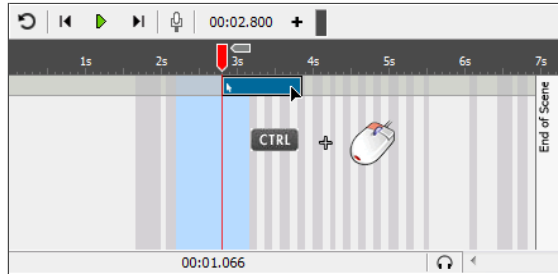 00:02.800
1s 2s 3s 4s 5s 6s 7s
End of Scene
CTRL
00:01.066